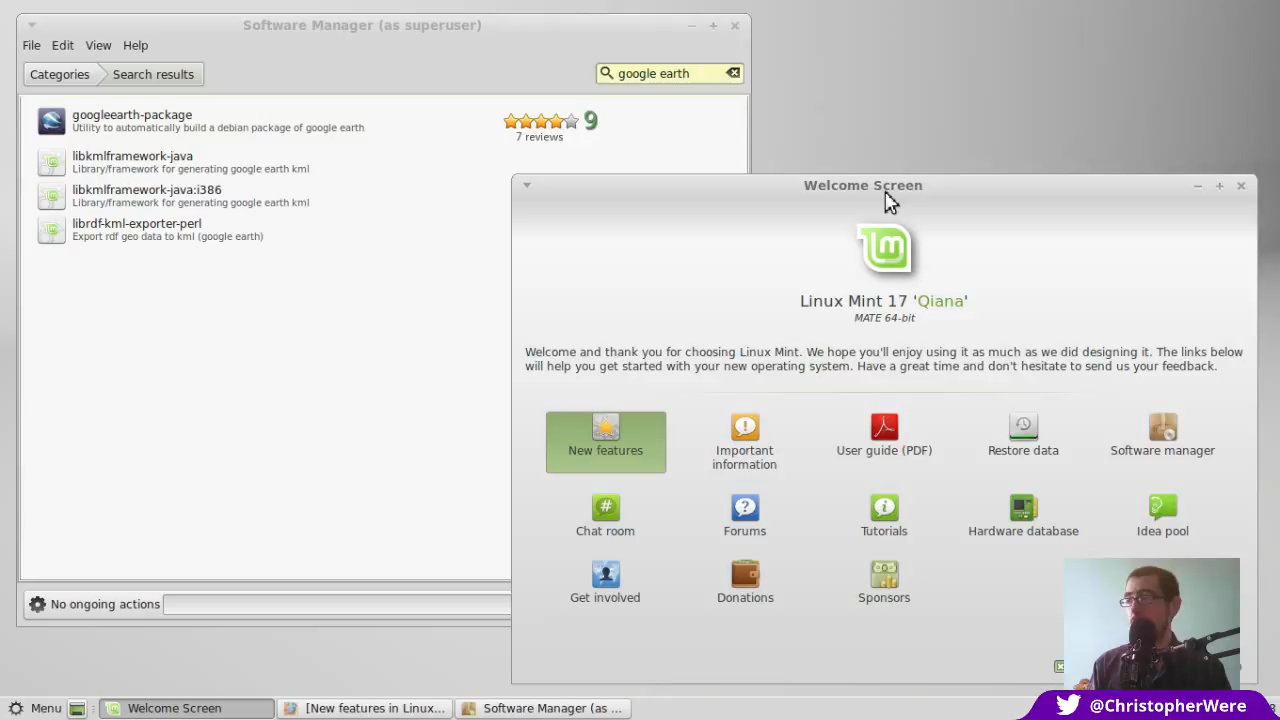 Software Manager (as superuser)
File Edit View Help
Categories Search results
google earth
googleearth-package
Utility to automatically build a debian package of google earth
9
7 reviews
libkmlframework-java
Library/framework for generating google earth kml
libkmlframework-java:i386
Library/framework for generating google earth kml
librdf-kml-exporter-perl
Export rdf geo data to kml (google earth)
No ongoing actions
Welcome Screen
Linux Mint 17 'Qiana'
MATE 64-bit
Welcome and thank you for choosing Linux Mint. We hope you'll enjoy using it as much as we did designing it. The links below
will help you get started with your new operating system. Have a great time and don't hesitate to send us your feedback.
New features
Important
information
User guide (PDF)
Restore data
Software manager
Chat room
Forums
Tutorials
Hardware database
Idea pool
Get involved
Donations
Sponsors
Menu
Welcome Screen
[New features in Linux...
Software Manager (as ...
@ChristopherWere